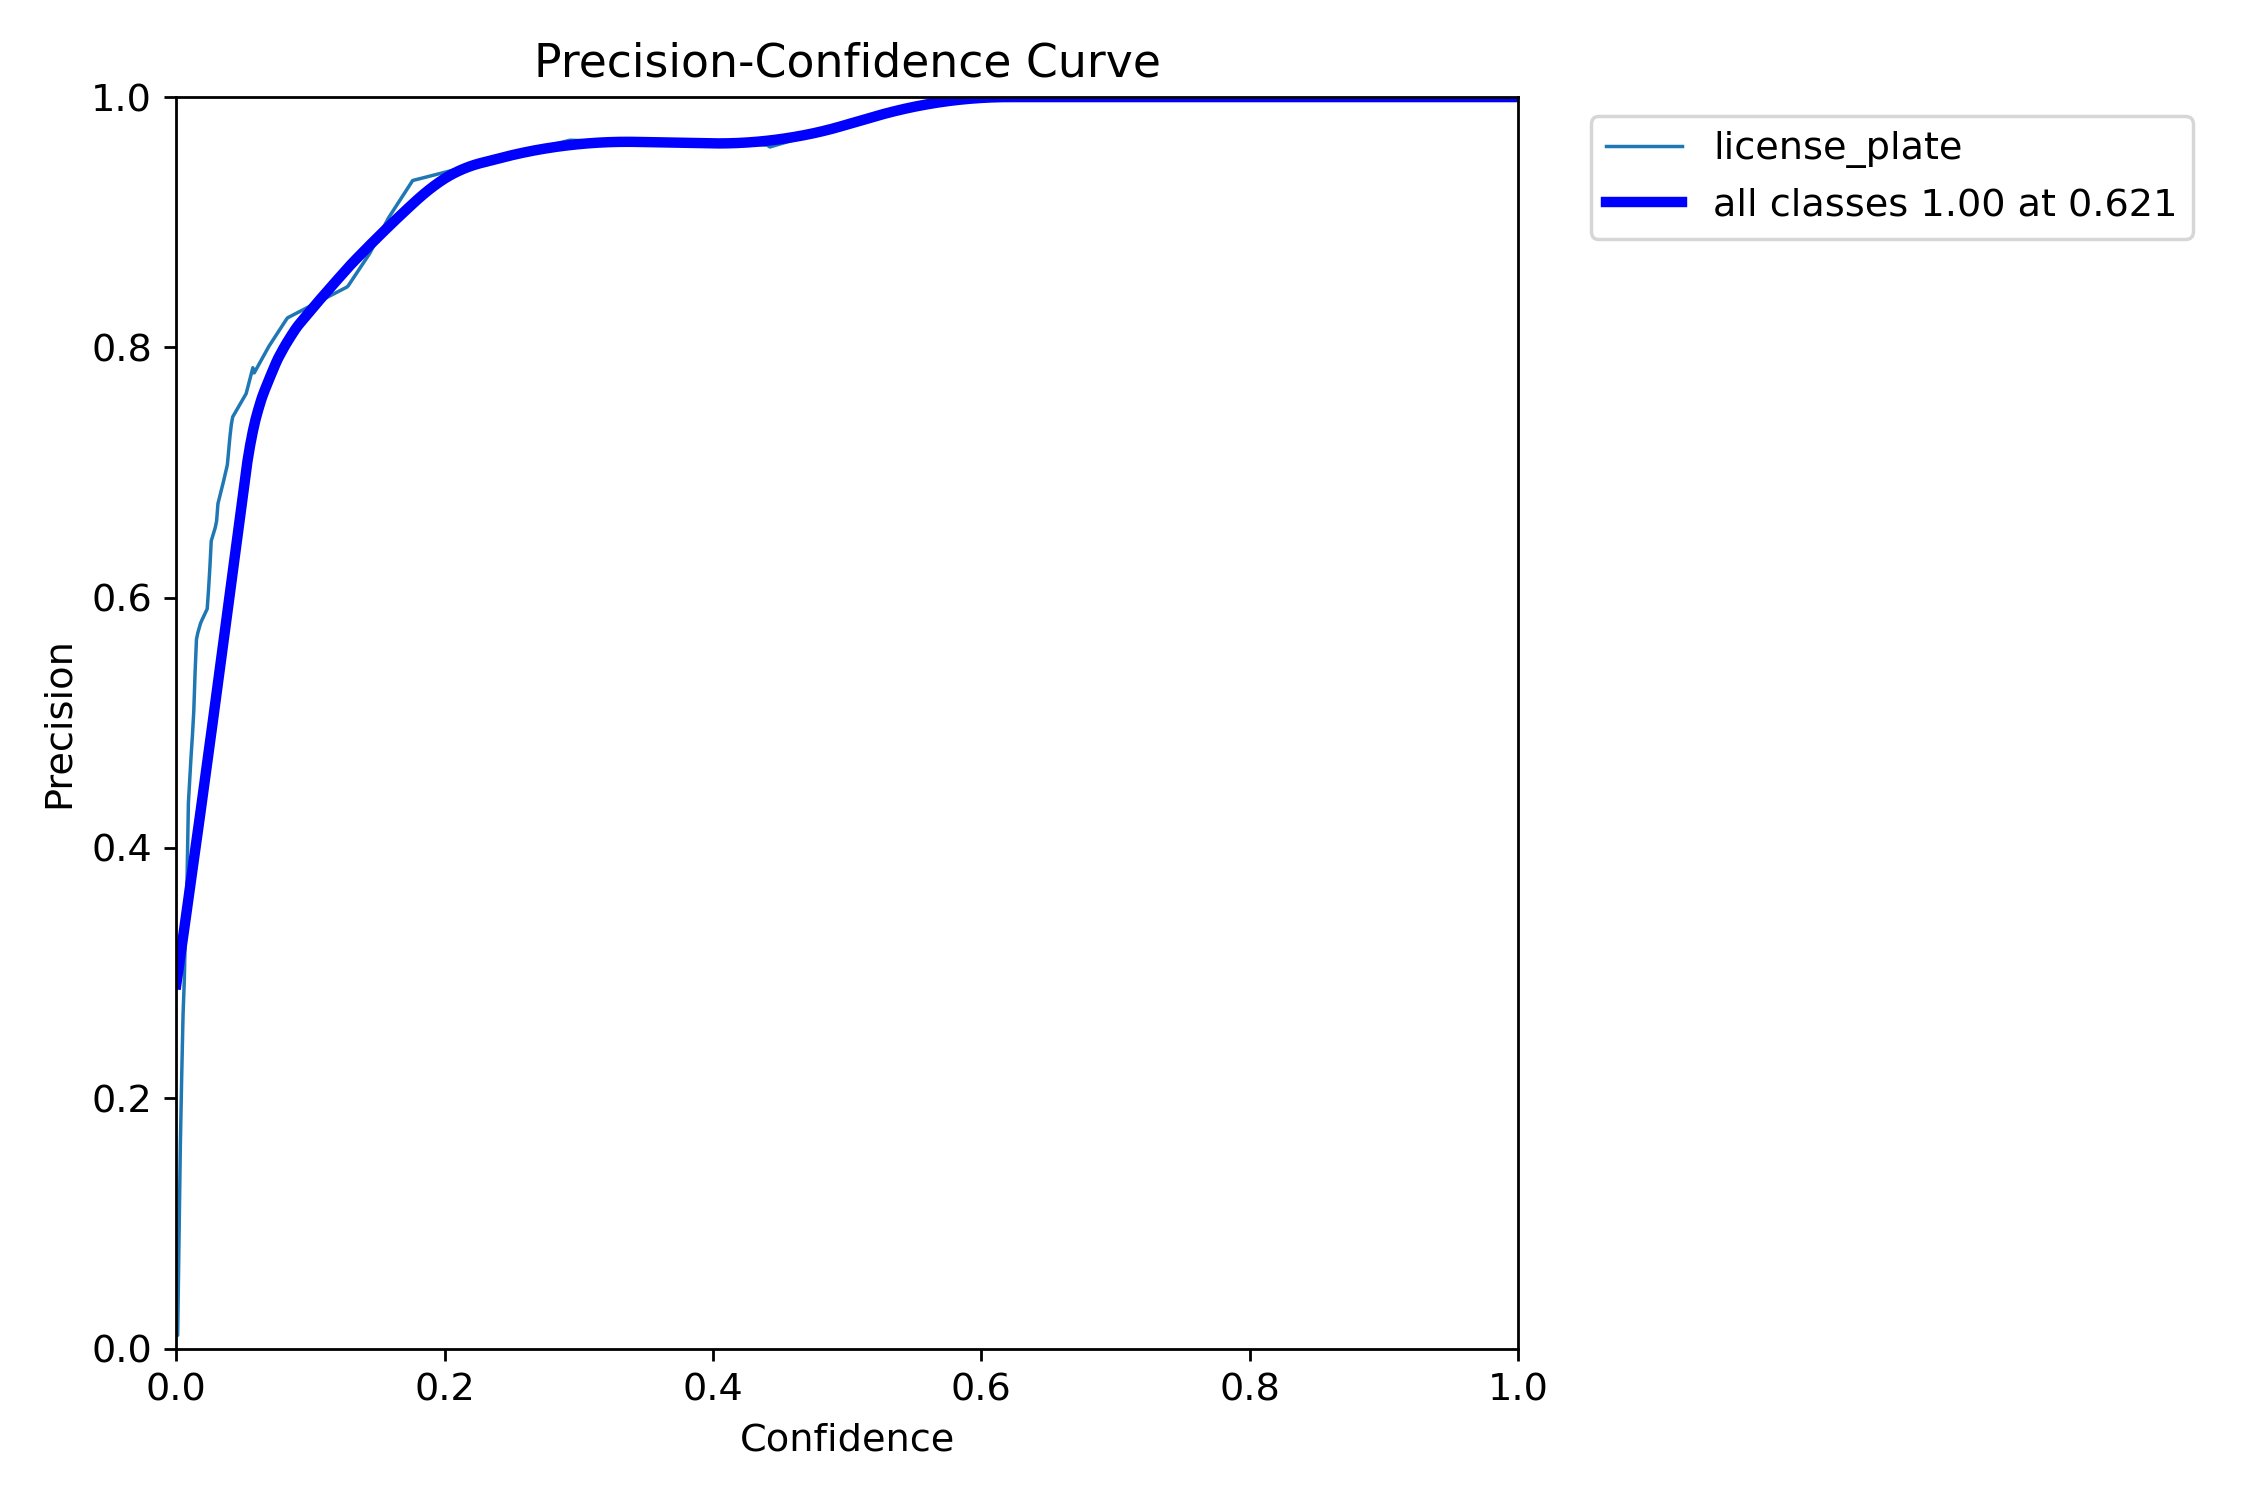 Precision-Confidence Curve
license_plate
all classes 1.00 at 0.621
1.0
0.8
0.6
0.4
0.2
0.0
Precision
0.0 0.2 0.4 0.6 0.8 1.0
Confidence